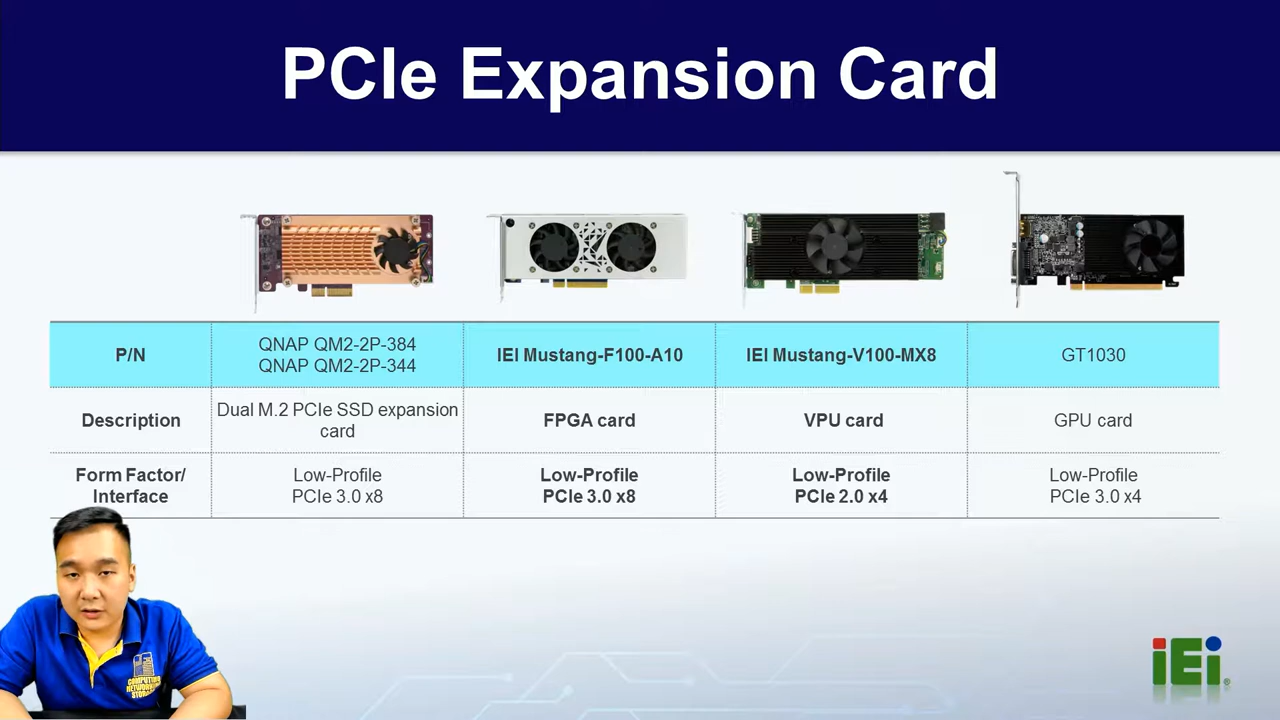 PCIe Expansion Card
P/N
QNAP QM2-2P-384
QNAP QM2-2P-344
IEI Mustang-F100-A10
IEI Mustang-V100-MX8
GT1030
Description
Dual M.2 PCIe SSD expansion
card
FPGA card
VPU card
GPU card
Form Factor/
Interface
Low-Profile
PCIe 3.0 x8
Low-Profile
PCIe 3.0 x8
Low-Profile
PCIe 2.0 x4
Low-Profile
PCIe 3.0 x4
iEi®